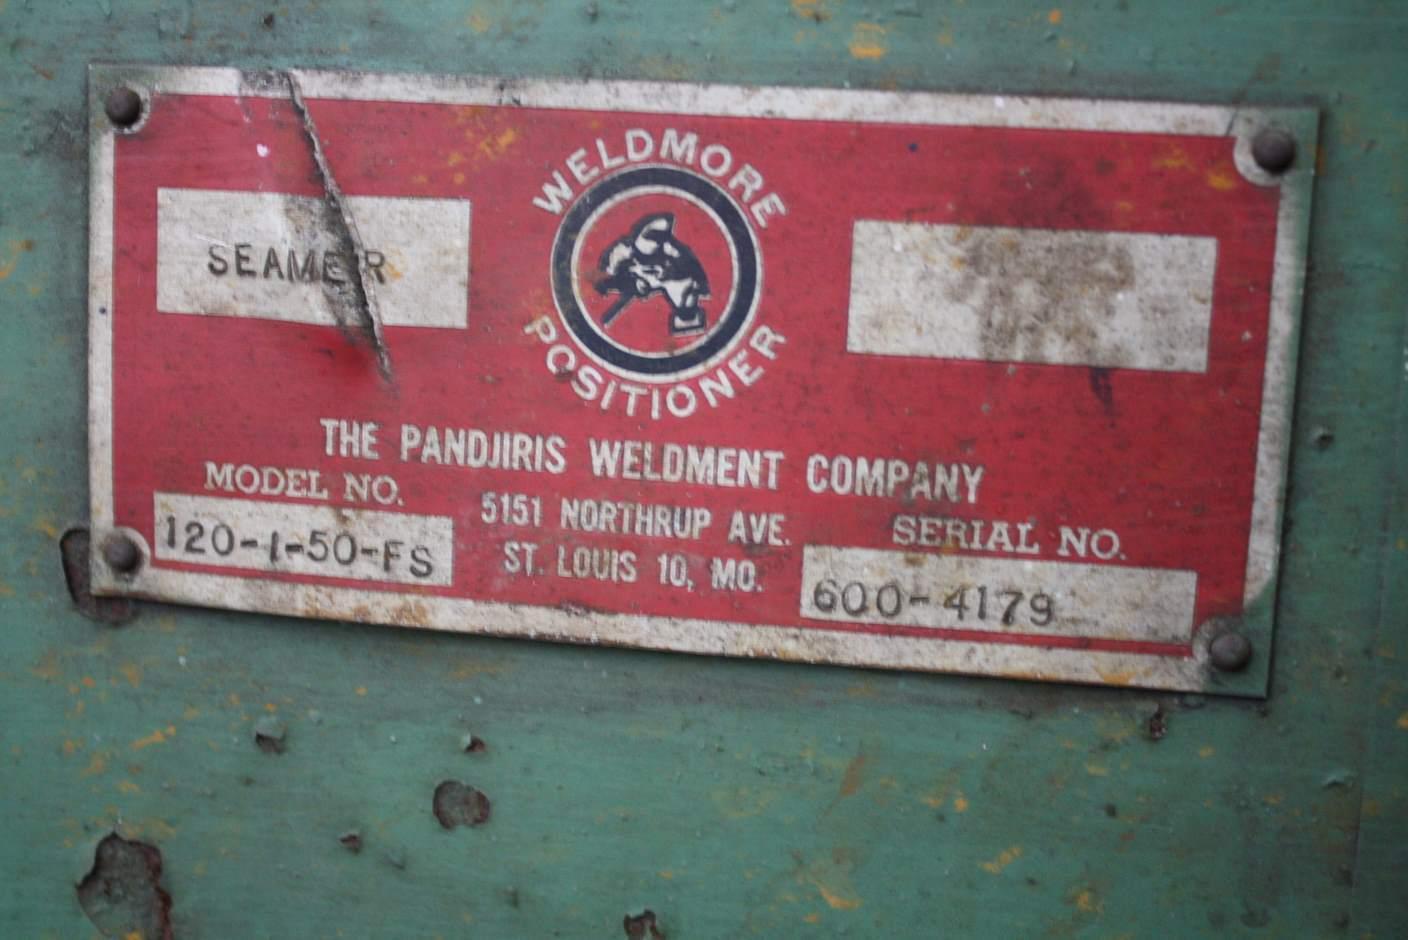 WELDMORE
POSITIONER
SEAMER
THE PANDJIRIS WELDMENT COMPANY
MODEL NO.
120-1-50-FS
5151 NORTHRUP AVE.
ST. LOUIS 10, MO.
SERIAL NO.
600-4179